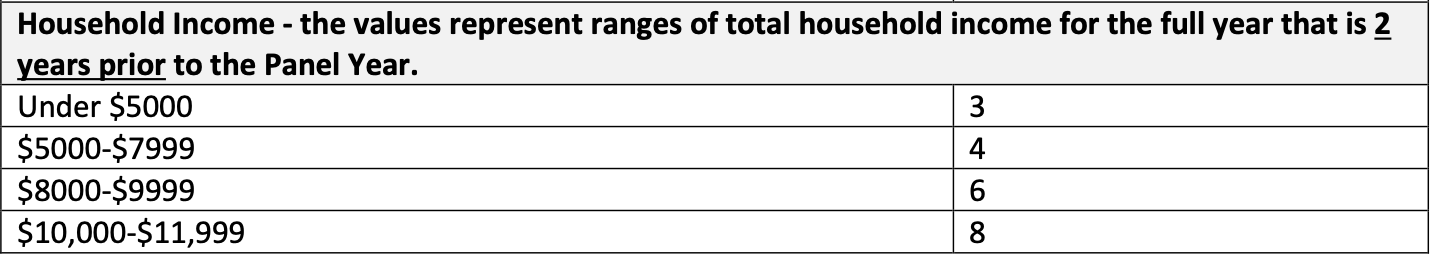 Household Income - the values represent ranges of total household income for the full year that is 2
years prior to the Panel Year.
Under $5000 3
$5000-$7999 4
$8000-$9999 6
$10,000-$11,999 8